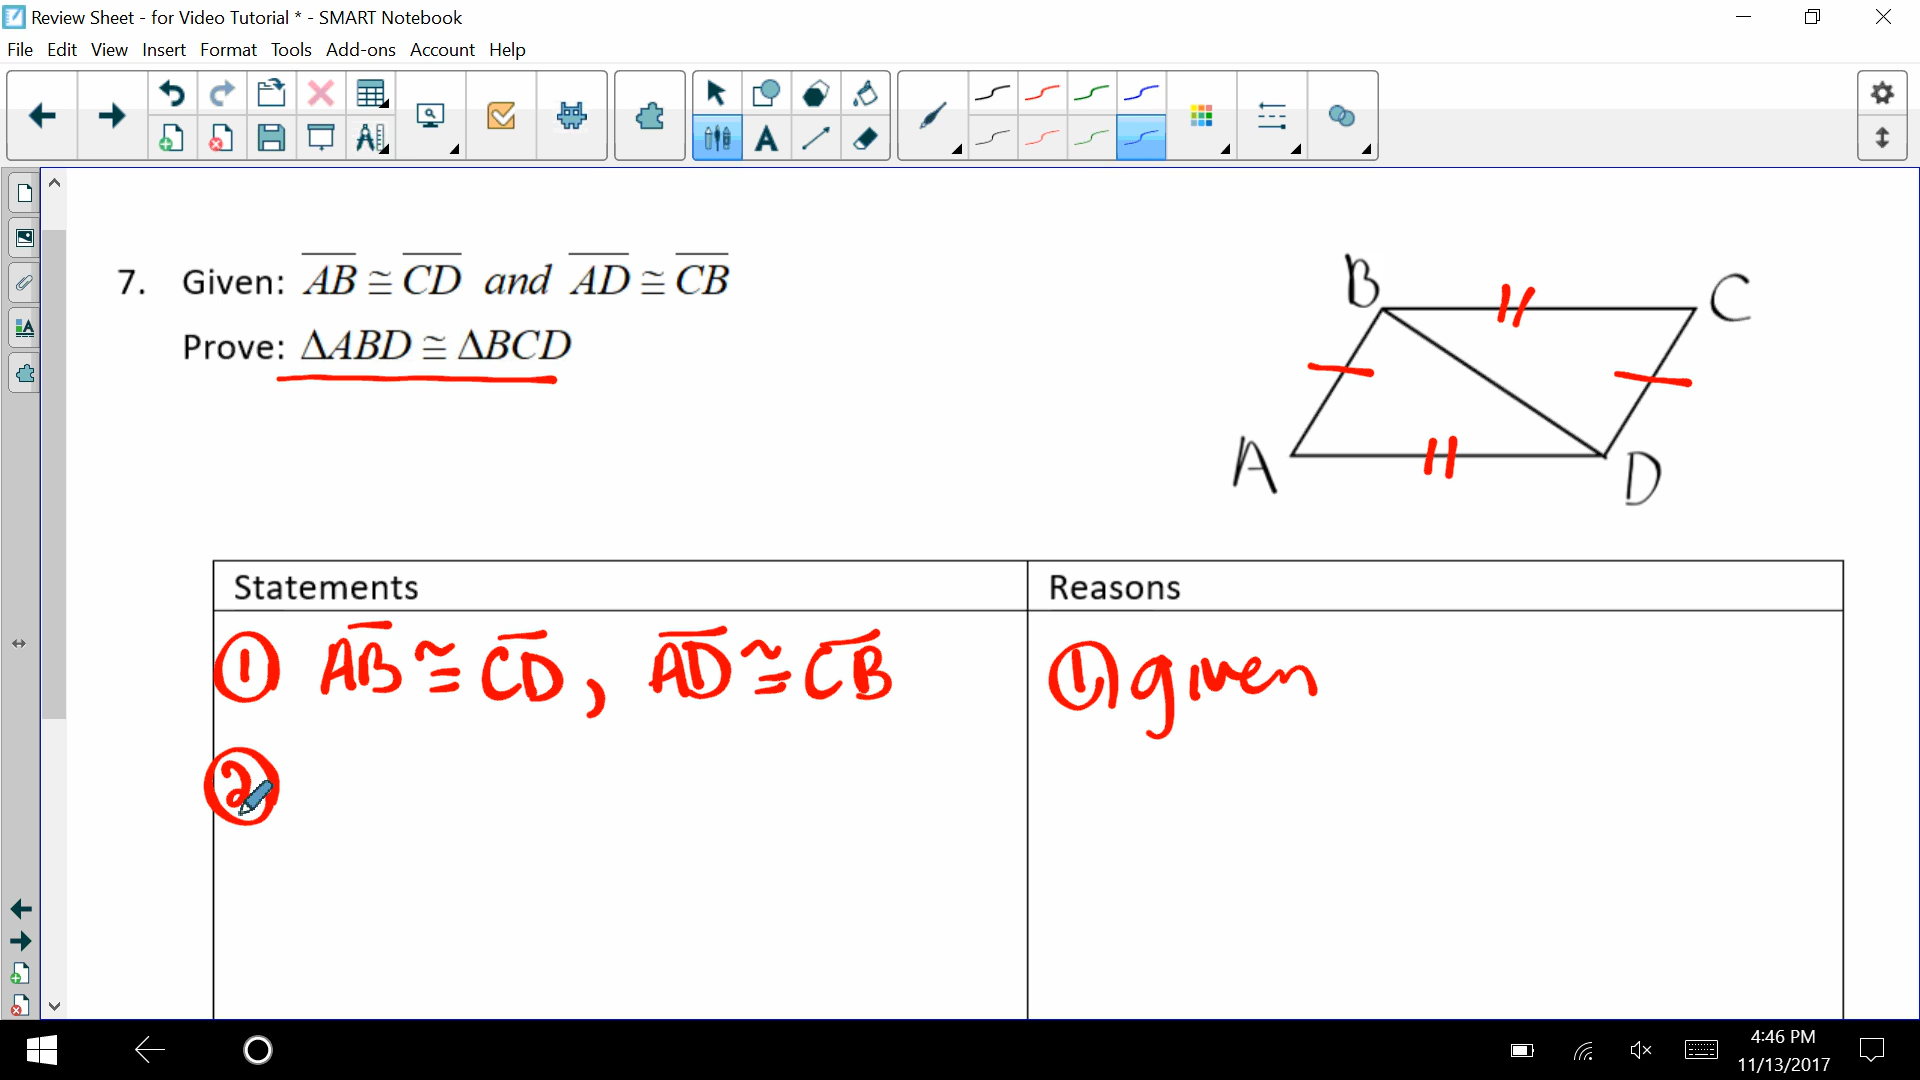 Review Sheet - for Video Tutorial * - SMART Notebook
File Edit View Insert Format Tools Add-ons Account Help
7. Given: AB ≅ CD and AD ≅ CB
Prove: ΔABD ≅ ΔBCD
B
C
A
D
Statements Reasons
① AB ≅ CD, AD ≅ CB ① given
②
4:46 PM
11/13/2017